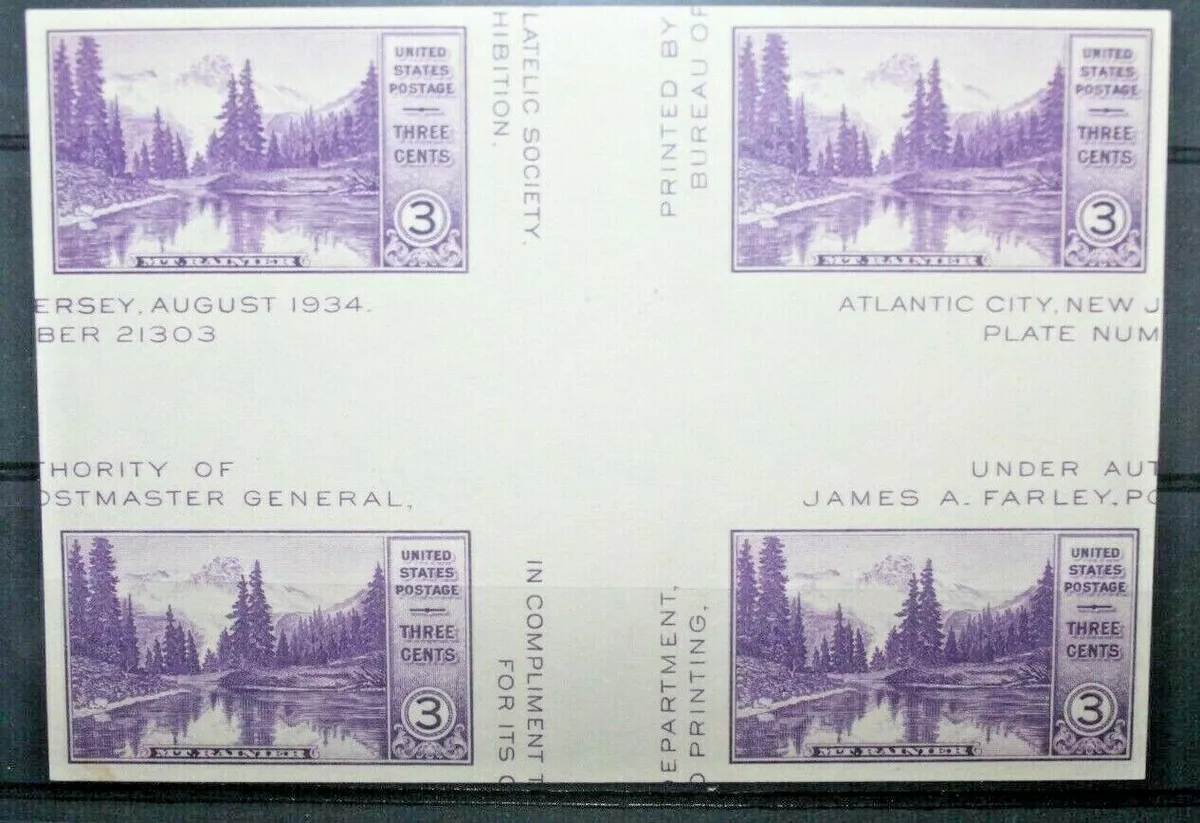 UNITED
STATES
POSTAGE
THREE
CENTS
3
MT. RAINIER
LATELIC SOCIETY,
HIBITION.
PRINTED BY
BUREAU OF
UNITED
STATES
POSTAGE
THREE
CENTS
3
MT. RAINIER
ERSEY, AUGUST 1934.
BER 21303
ATLANTIC CITY, NEW J
PLATE NUM
THORITY OF
OSTMASTER GENERAL,
UNDER AUT
JAMES A. FARLEY, PO
UNITED
STATES
POSTAGE
THREE
CENTS
3
MT. RAINIER
IN COMPLIMENT T
FOR ITS
EPARTMENT,
PRINTING,
UNITED
STATES
POSTAGE
THREE
CENTS
3
MT. RAINIER